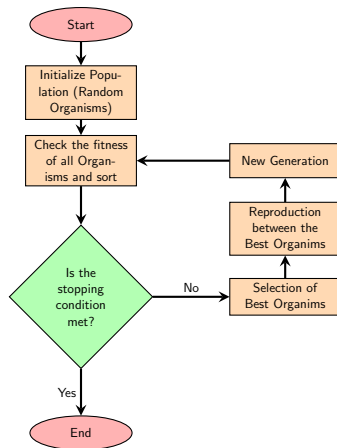 Start
Initialize Popu-
lation (Random
Organisms)
Check the fitness
of all Organ-
isms and sort
New Generation
Reproduction
between the
Best Organims
Is the
stopping
condition
met?
No
Selection of
Best Organims
Yes
End